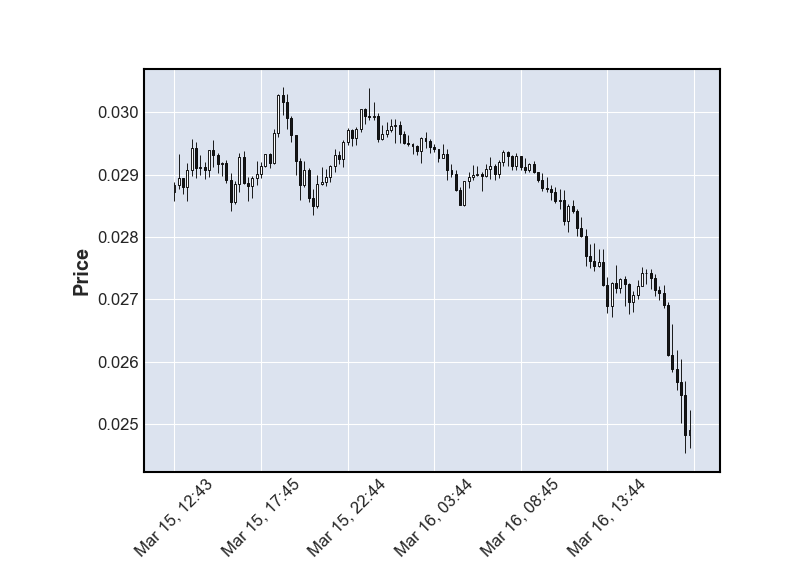 Price
0.030
0.029
0.028
0.027
0.026
0.025
Mar 15, 12:43
Mar 15, 17:45
Mar 15, 22:44
Mar 16, 03:44
Mar 16, 08:45
Mar 16, 13:44